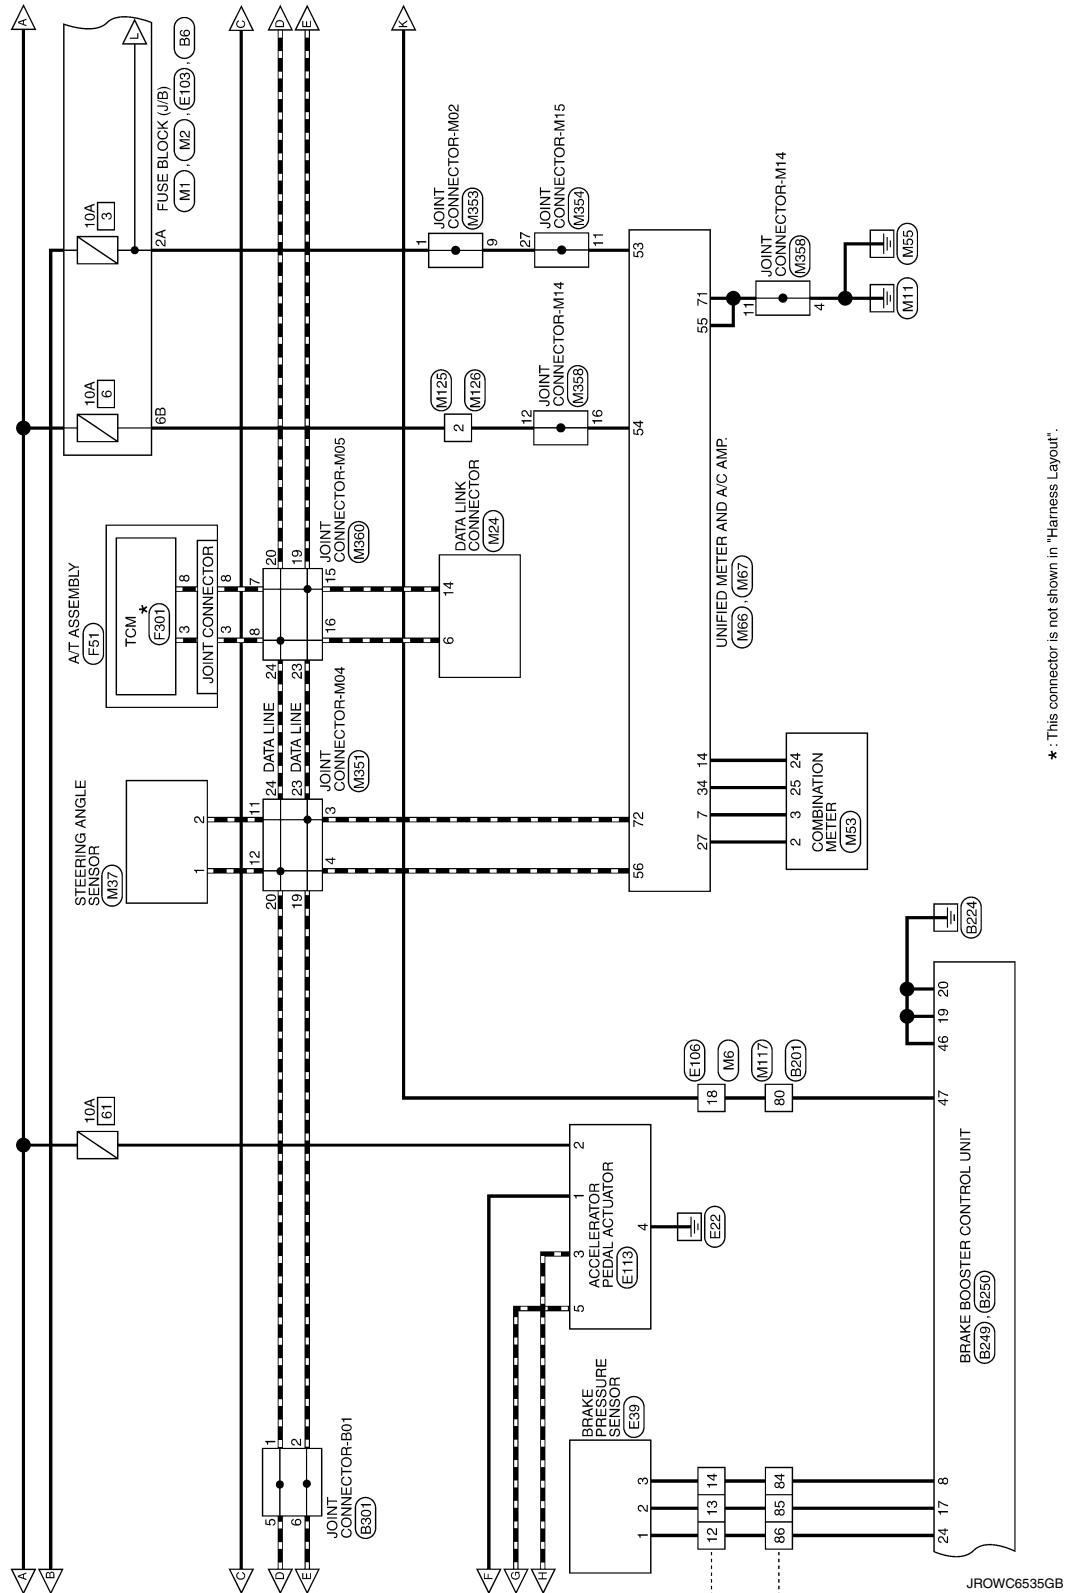 A
B
C
D
E
F
G
H
JOINT
CONNECTOR-B01
B301
5
6
1
2
10A
61
STEERING ANGLE
SENSOR
M37
1
2
12
11
20
19
4
3
24
23
JOINT
CONNECTOR-M04
M351
DATA LINE
DATA LINE
A/T ASSEMBLY
F51
TCM
*
F301
3
8
JOINT CONNECTOR
3
8
8
7
24
23
16
15
20
19
JOINT
CONNECTOR-M05
M360
DATA LINK
CONNECTOR
M24
6
14
10A
6
6B
10A
3
2A
L
FUSE BLOCK (J/B)
M1 , M2 , E103 , B6
A
C
D
E
K
M125
M126
2
12
16
JOINT
CONNECTOR-M14
M358
1
9
JOINT
CONNECTOR-M02
M353
27
11
JOINT
CONNECTOR-M15
M354
56
72
54
53
27
7
34
14
55
71
UNIFIED METER AND A/C AMP.
M66 , M67
2
3
25
24
COMBINATION
METER
M53
11
4
JOINT
CONNECTOR-M14
M358
M11
M55
BRAKE
PRESSURE
SENSOR
E39
1
2
3
12
13
14
86
85
84
24
17
8
5
3
1
2
4
ACCELERATOR
PEDAL ACTUATOR
E113
E22
18
E106
M6
80
M117
B201
47
46
19
20
B224
BRAKE BOOSTER CONTROL UNIT
B249 , B250
* : This connector is not shown in "Harness Layout".
JROWC6535GB